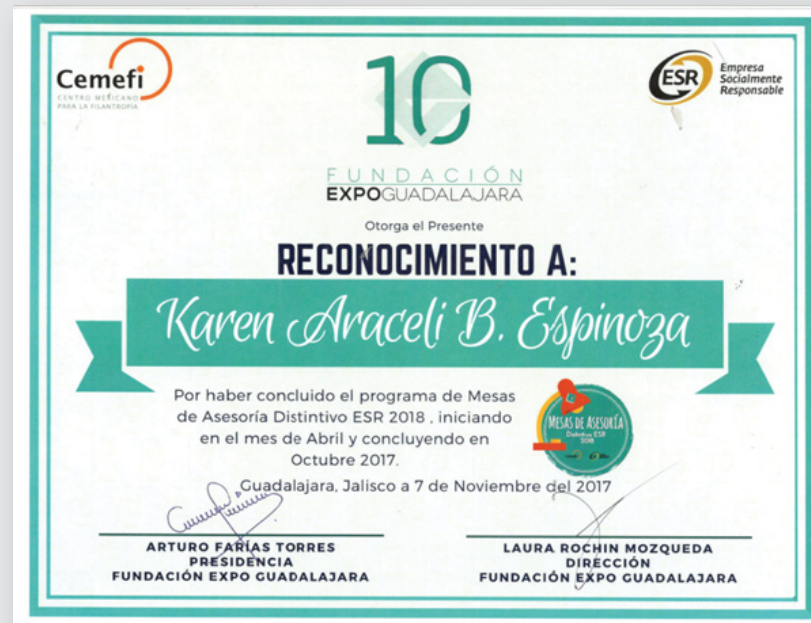 Cemefi
CENTRO MEXICANO
PARA LA FILANTROPÍA
10
FUNDACIÓN
EXPOGUADALAJARA
ESR
Empresa
Socialmente
Responsable
Otorga el Presente
RECONOCIMIENTO A:
Karen Araceli B. Espinoza
Por haber concluido el programa de Mesas
de Asesoría Distintivo ESR 2018 , iniciando
en el mes de Abril y concluyendo en
Octubre 2017.
MESAS DE ASESORÍA
Distintivo ESR
2018
Guadalajara, Jalisco a 7 de Noviembre del 2017
ARTURO FARÍAS TORRES
PRESIDENCIA
FUNDACIÓN EXPO GUADALAJARA
LAURA ROCHIN MOZQUEDA
DIRECCIÓN
FUNDACIÓN EXPO GUADALAJARA